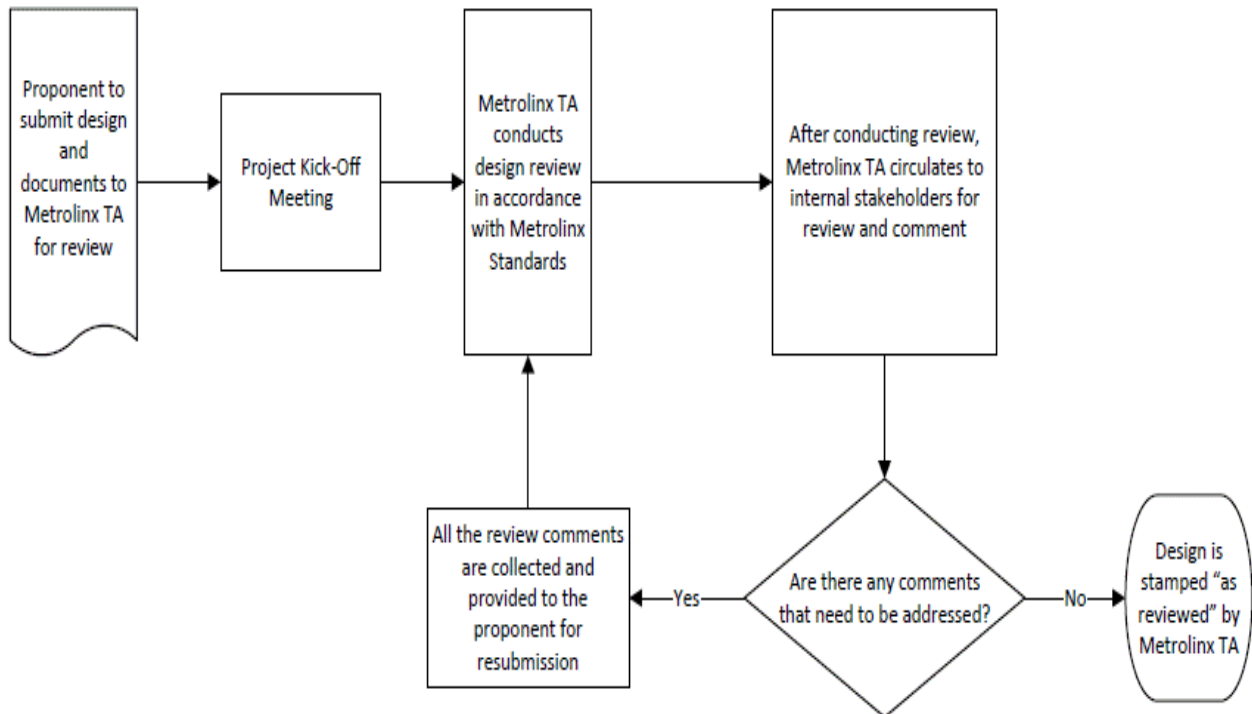 Proponent to
submit design
and
documents to
Metrolinx TA
for review
Project Kick-Off
Meeting
Metrolinx TA
conducts
design review
in accordance
with Metrolinx
Standards
After conducting review,
Metrolinx TA circulates to
internal stakeholders for
review and comment
Are there any comments
that need to be addressed?
Yes
All the review comments
are collected and
provided to the
proponent for
resubmission
No
Design is
stamped “as
reviewed” by
Metrolinx TA